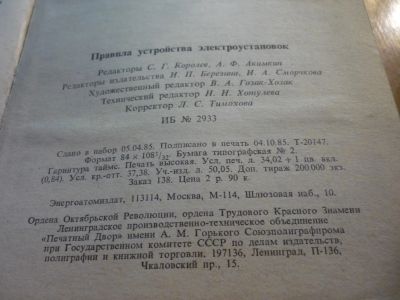 Правила устройства электроустановок
Редакторы С. Г. Королев, А. Ф. Акимкин
Редакторы издательства И. П. Березина, И. А. Сморчкова
Художественный редактор В. А. Гозак-Хозак
Технический редактор Н. Н. Хотулева
Корректор Л. С. Тимохова
ИБ № 2933
Сдано в набор 05.04.85. Подписано в печать 04.10.85. Т-20147.
Формат 84 × 108¹/₃₂. Бумага типографская № 2.
Гарнитура таймс. Печать высокая. Усл. печ. л. 34,02 + 1 цв. вкл.
(0,84). Усл. кр.-отт. 37,38. Уч.-изд. л. 50,05. Доп. тираж 200.000 экз.
Заказ 138. Цена 2 р. 90 к.
Энергоатомиздат, 113114, Москва, М-114, Шлюзовая наб., 10.
Ордена Октябрьской Революции, ордена Трудового Красного Знамени
Ленинградское производственно-техническое объединение
«Печатный Двор» имени А. М. Горького Союзполиграфпрома
при Государственном комитете СССР по делам издательств,
полиграфии и книжной торговли. 197136, Ленинград, П-136,
Чкаловский пр., 15.